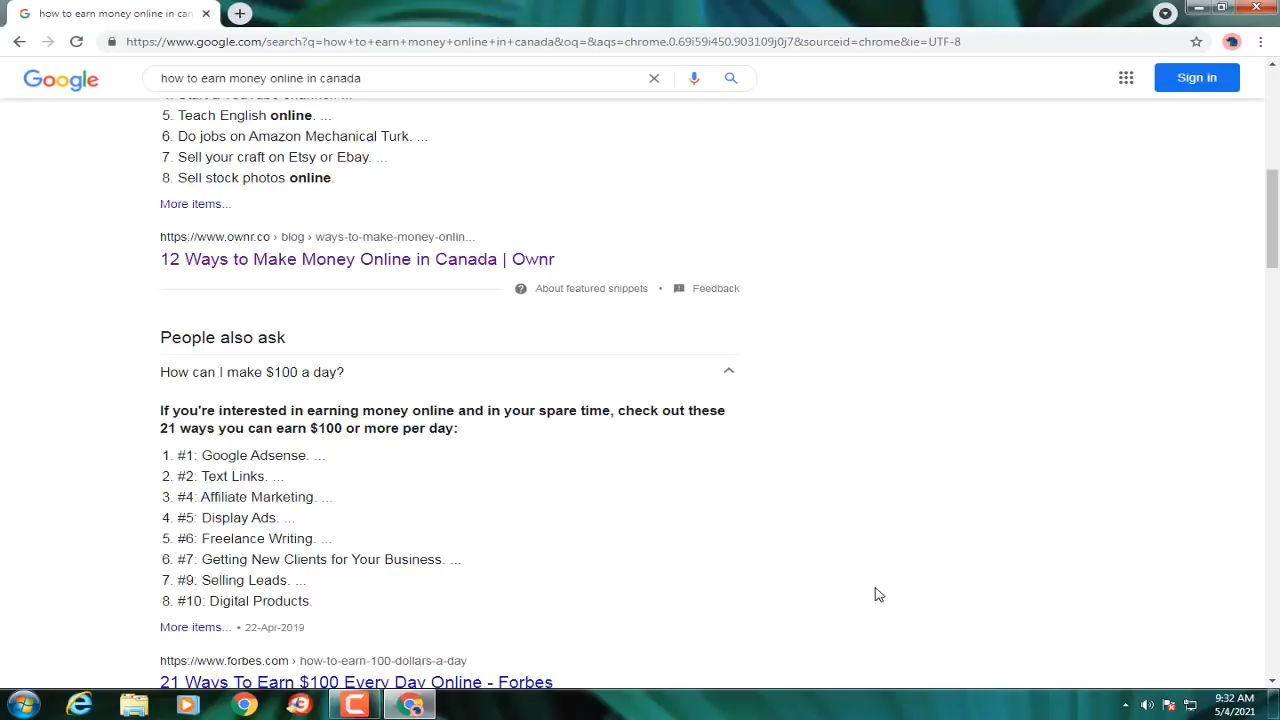 how to earn money online in can
https://www.google.com/search?q=how+to+earn+money+online+in+canada&oq=&aqs=chrome.0.69i59i450.903109j0j7&sourceid=chrome&ie=UTF-8
Google
how to earn money online in canada
Sign in
5. Teach English online. ...
6. Do jobs on Amazon Mechanical Turk. ...
7. Sell your craft on Etsy or Ebay. ...
8. Sell stock photos online.
More items...
https://www.ownr.co › blog › ways-to-make-money-onlin...
12 Ways to Make Money Online in Canada | Ownr
About featured snippets • Feedback
People also ask
How can I make $100 a day?
If you're interested in earning money online and in your spare time, check out these
21 ways you can earn $100 or more per day:
1. #1: Google Adsense. ...
2. #2: Text Links. ...
3. #4: Affiliate Marketing. ...
4. #5: Display Ads. ...
5. #6: Freelance Writing. ...
6. #7: Getting New Clients for Your Business. ...
7. #9: Selling Leads. ...
8. #10: Digital Products.
More items... • 22-Apr-2019
https://www.forbes.com › how-to-earn-100-dollars-a-day
21 Ways To Earn $100 Every Day Online - Forbes
9:32 AM
5/4/2021